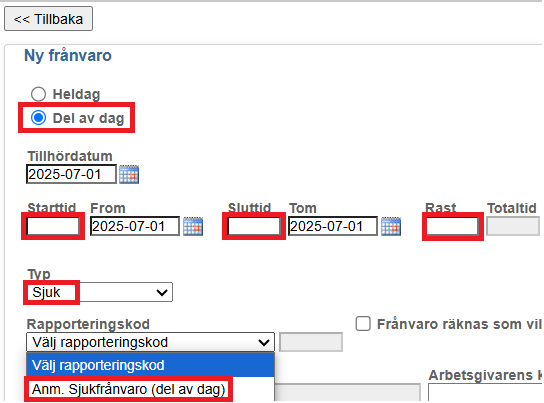 << Tillbaka
Ny frånvaro
Heldag
Del av dag
Tillhördatum
2025-07-01
Starttid From Sluttid Tom Rast Totaltid
2025-07-01 2025-07-01
Typ
Sjuk
Rapporteringskod Frånvaro räknas som vil
Välj rapporteringskod
Välj rapporteringskod
Anm. Sjukfrånvaro (del av dag) Arbetsgivarens k